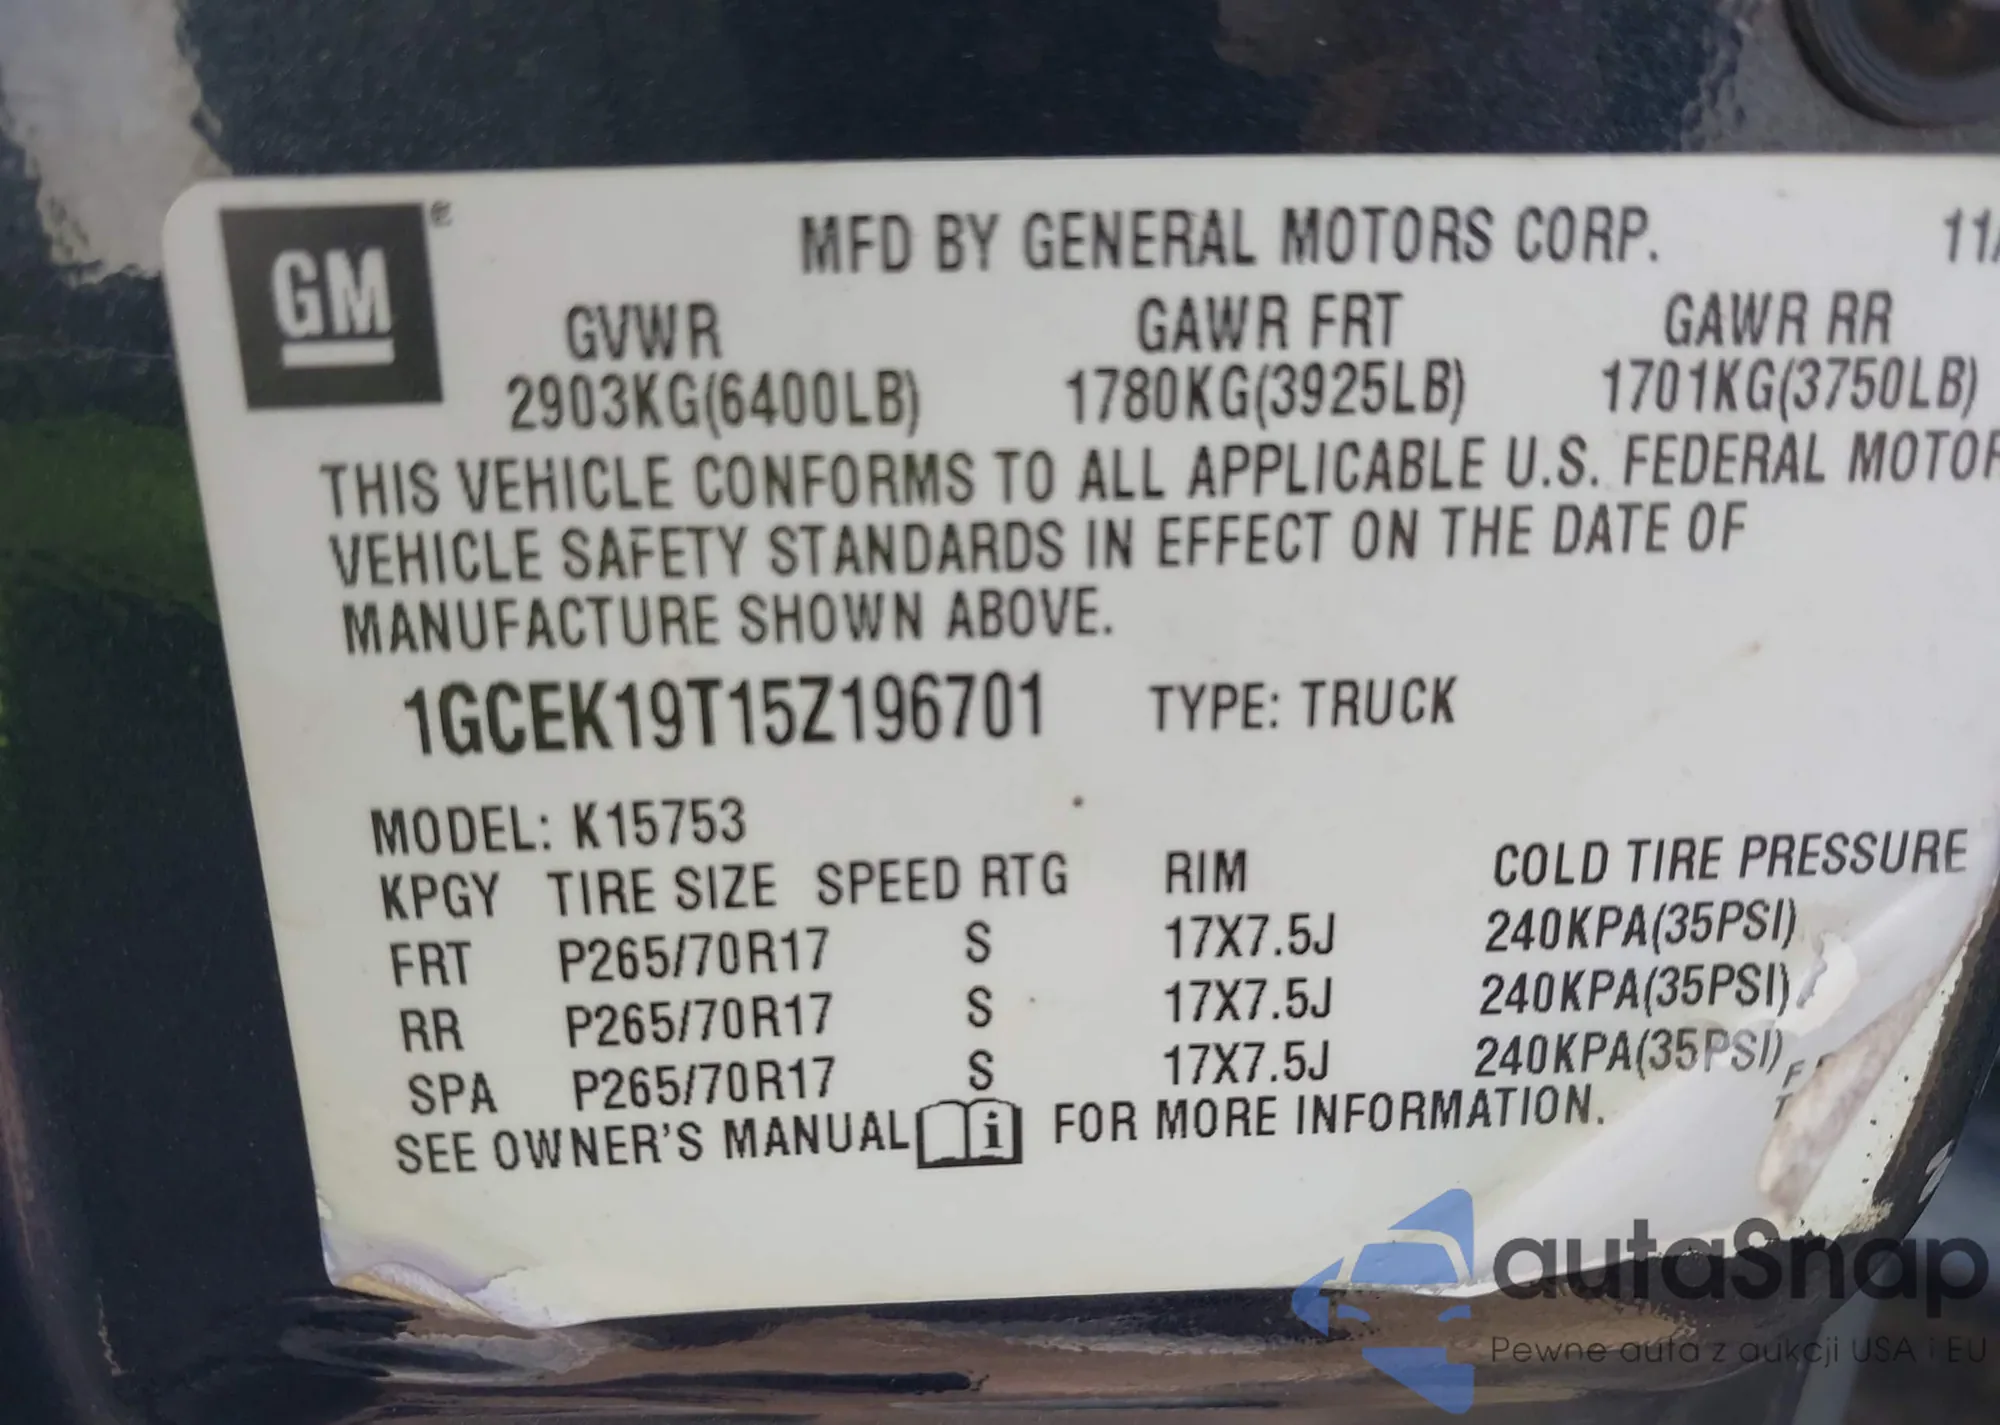 GM®
MFD BY GENERAL MOTORS CORP. 11/
GVWR GAWR FRT GAWR RR
2903KG(6400LB) 1780KG(3925LB) 1701KG(3750LB)
THIS VEHICLE CONFORMS TO ALL APPLICABLE U.S. FEDERAL MOTOR
VEHICLE SAFETY STANDARDS IN EFFECT ON THE DATE OF
MANUFACTURE SHOWN ABOVE.
1GCEK19T15Z196701 TYPE: TRUCK
MODEL: K15753
KPGY TIRE SIZE SPEED RTG RIM COLD TIRE PRESSURE
FRT P265/70R17 S 17X7.5J 240KPA(35PSI)
RR P265/70R17 S 17X7.5J 240KPA(35PSI)
SPA P265/70R17 S 17X7.5J 240KPA(35PSI)
SEE OWNER'S MANUAL i FOR MORE INFORMATION.
autaSnap
Pewne auta z aukcji USA i EU